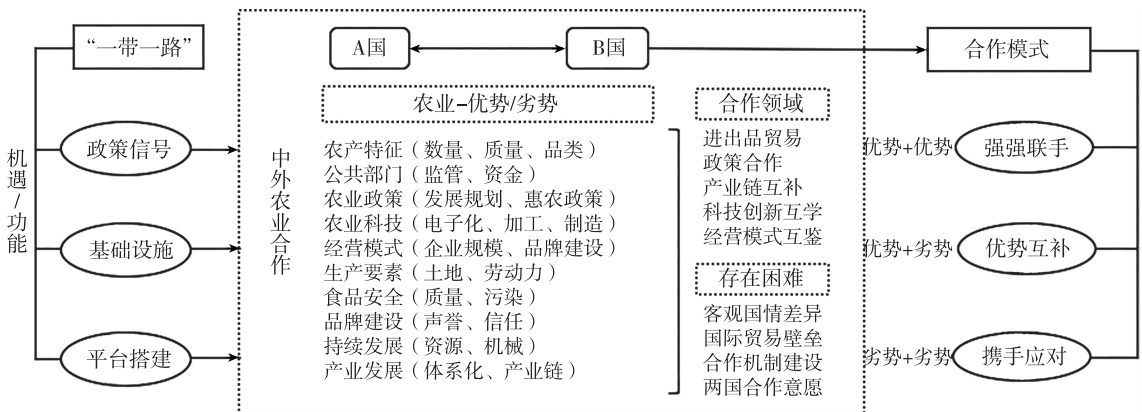 “一带一路”
机遇/功能
政策信号
基础设施
平台搭建
中外农业合作
A国
B国
农业-优势/劣势
农产特征（数量、质量、品类）
公共部门（监管、资金）
农业政策（发展规划、惠农政策）
农业科技（电子化、加工、制造）
经营模式（企业规模、品牌建设）
生产要素（土地、劳动力）
食品安全（质量、污染）
品牌建设（声誉、信任）
持续发展（资源、机械）
产业发展（体系化、产业链）
合作领域
进出品贸易
政策合作
产业链互补
科技创新互学
经营模式互鉴
存在困难
客观国情差异
国际贸易壁垒
合作机制建设
两国合作意愿
合作模式
优势+优势
强强联手
优势+劣势
优势互补
劣势+劣势
携手应对